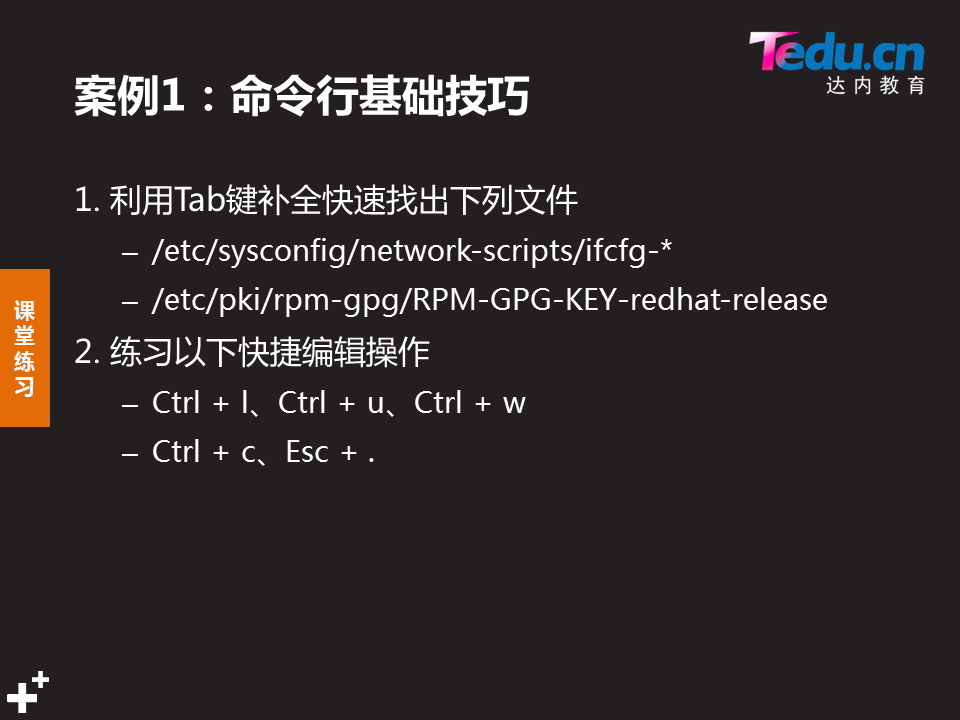 Tedu.cn
达内教育
案例1：命令行基础技巧
1. 利用Tab键补全快速找出下列文件
– /etc/sysconfig/network-scripts/ifcfg-*
– /etc/pki/rpm-gpg/RPM-GPG-KEY-redhat-release
2. 练习以下快捷编辑操作
– Ctrl + l、Ctrl + u、Ctrl + w
– Ctrl + c、Esc + .
课堂练习